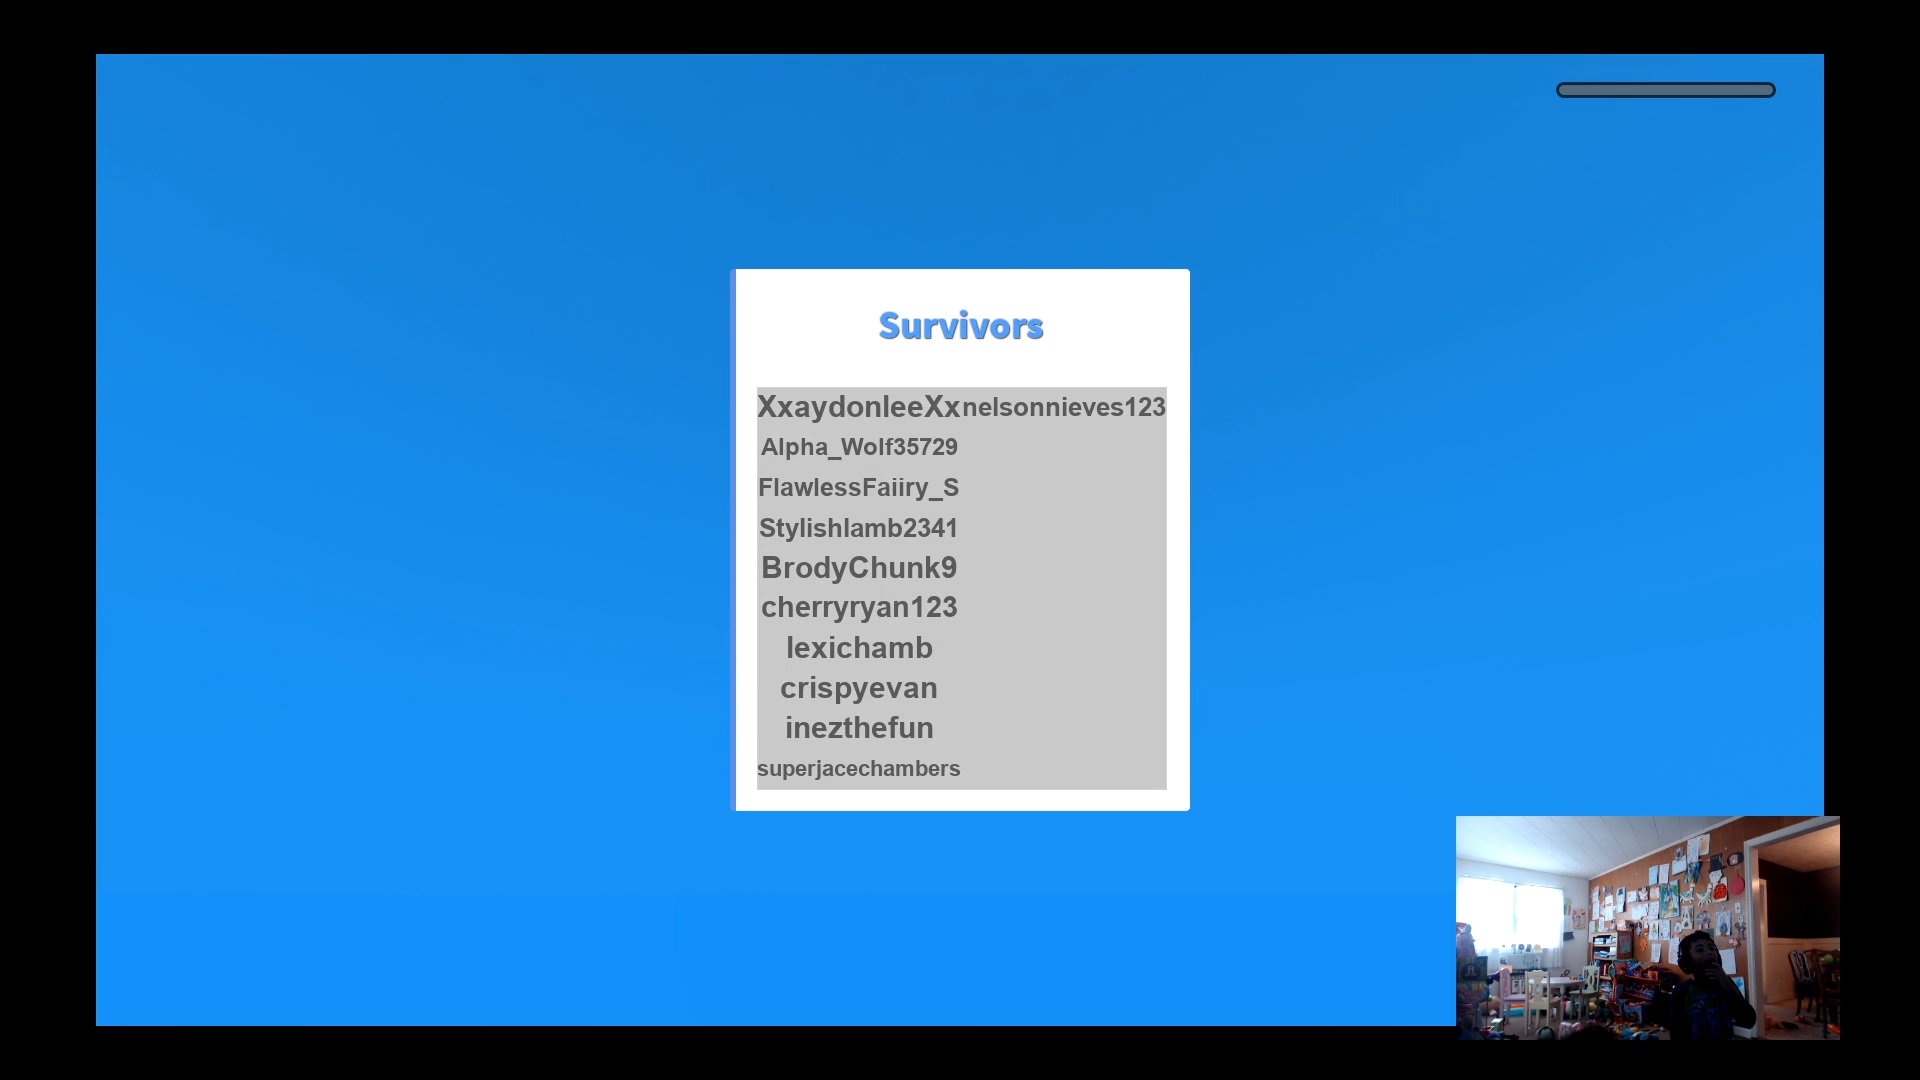 Survivors
XxaydonleeXx nelsonnieves123
Alpha_Wolf35729
FlawlessFaiiry_S
Stylishlamb2341
BrodyChunk9
cherryryan123
lexichamb
crispyevan
inezthefun
superjacechambers